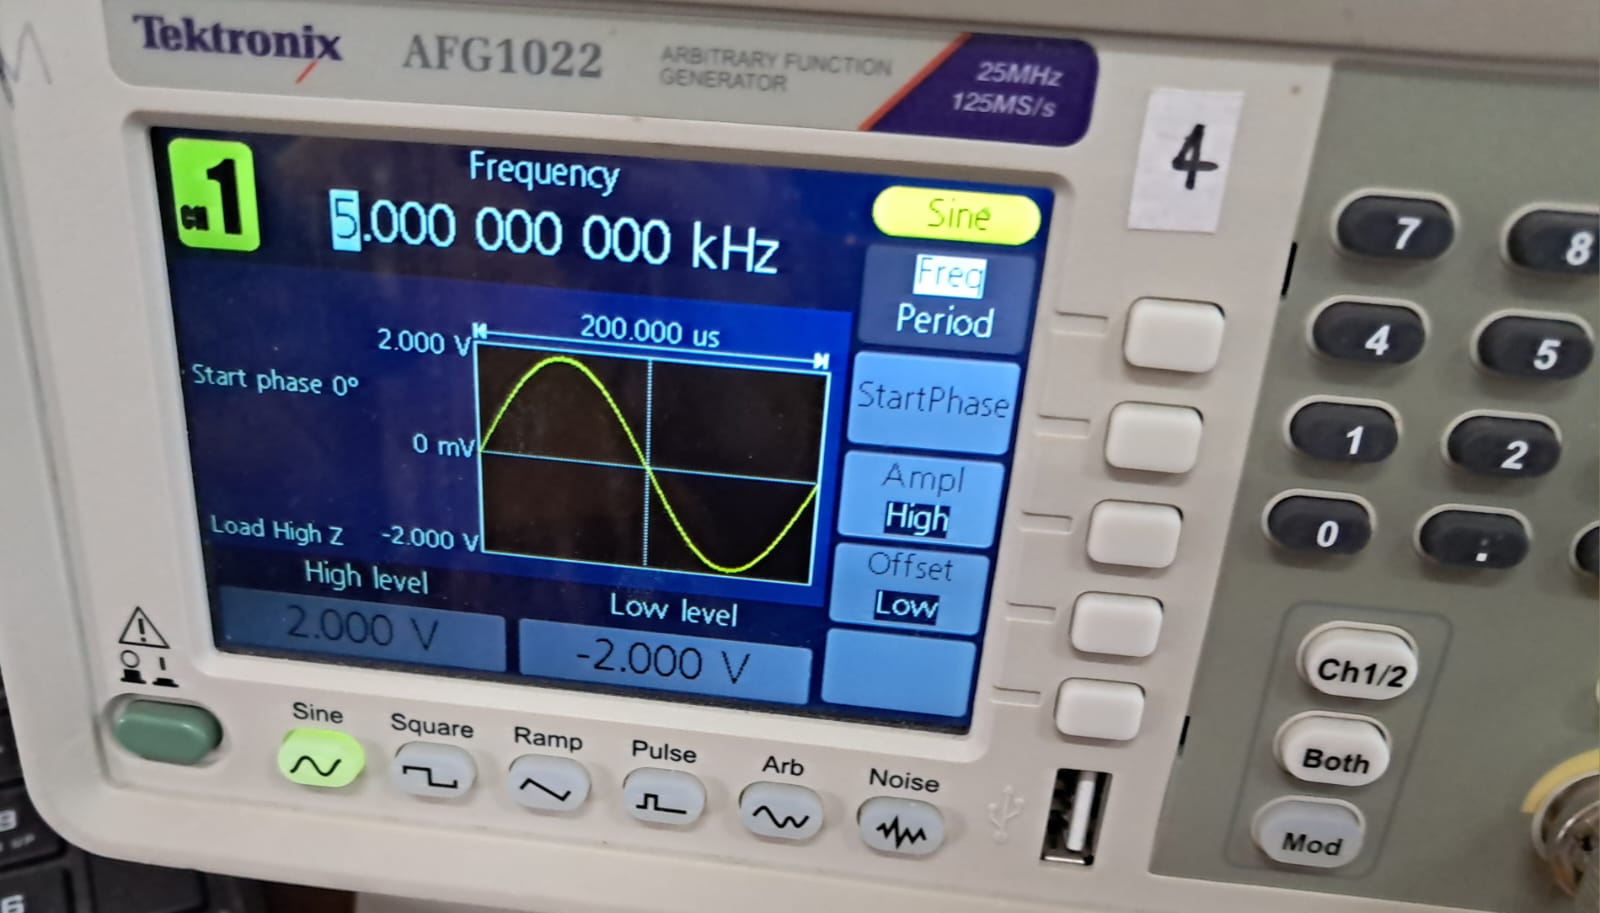 Tektronix AFG1022 ARBITRARY FUNCTION GENERATOR
25MHz
125MS/s
4
CH1
Frequency
5.000 000 000 kHz
Sine
Freq
Period
200.000 us
2.000 V
Start phase 0°
StartPhase
0 mV
Ampl
High
Load High Z
-2.000 V
Offset
Low
High level
Low level
2.000 V
-2.000 V
Sine
Square
Ramp
Pulse
Arb
Noise
7
8
4
5
1
2
0
.
Ch1/2
Both
Mod